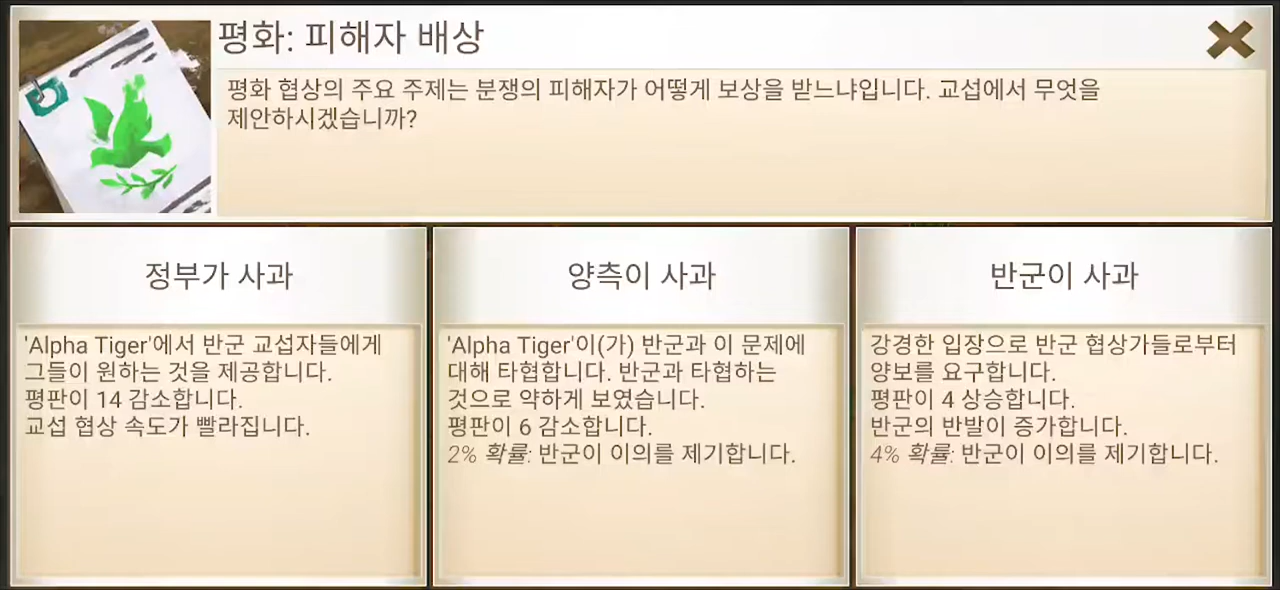 평화: 피해자 배상
평화 협상의 주요 주제는 분쟁의 피해자가 어떻게 보상을 받느냐입니다. 교섭에서 무엇을
제안하시겠습니까?
정부가 사과
'Alpha Tiger'에서 반군 교섭자들에게
그들이 원하는 것을 제공합니다.
평판이 14 감소합니다.
교섭 협상 속도가 빨라집니다.
양측이 사과
'Alpha Tiger'이(가) 반군과 이 문제에
대해 타협합니다. 반군과 타협하는
것으로 약하게 보였습니다.
평판이 6 감소합니다.
2% 확률: 반군이 이의를 제기합니다.
반군이 사과
강경한 입장으로 반군 협상가들로부터
양보를 요구합니다.
평판이 4 상승합니다.
반군의 반발이 증가합니다.
4% 확률: 반군이 이의를 제기합니다.